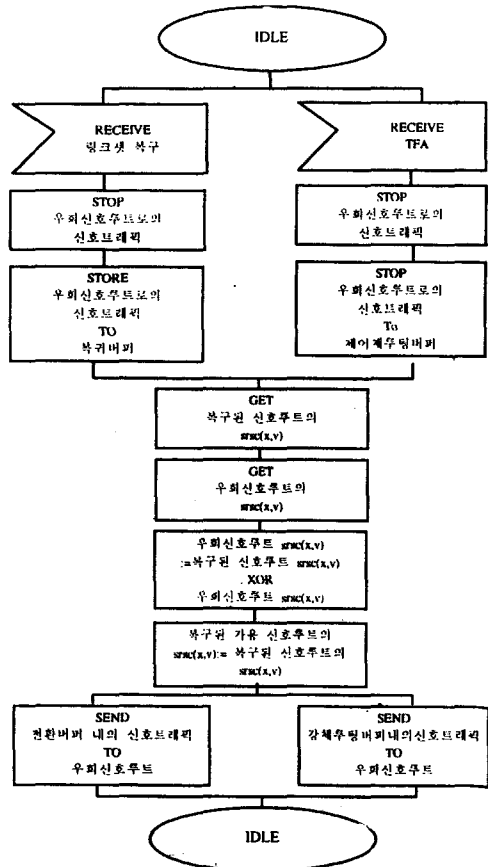 IDLE
RECEIVE
링크셋 복구
RECEIVE
TFA
STOP
우회신호루트로의
신호트래픽
STOP
우회신호루트로의
신호트래픽
STORE
우회신호루트로의
신호트래픽
TO
복귀버퍼
STOP
우회신호루트로의
신호트래픽
To
제어재루팅버퍼
GET
복구된 신호루트의
srsc(x,v)
GET
우회신호루트의
srsc(x,v)
우회신호루트 srsc(x,v)
:=복구된 신호루트 srsc(x,v)
. XOR
우회신호루트 srsc(x,v)
복구된 가용 신호루트의
srsc(x,v):= 복구된 신호루트의
srsc(x,v)
SEND
전환버퍼 내의 신호트래픽
TO
우회신호루트
SEND
강체루팅버퍼내의신호트래픽
TO
우회신호루트
IDLE